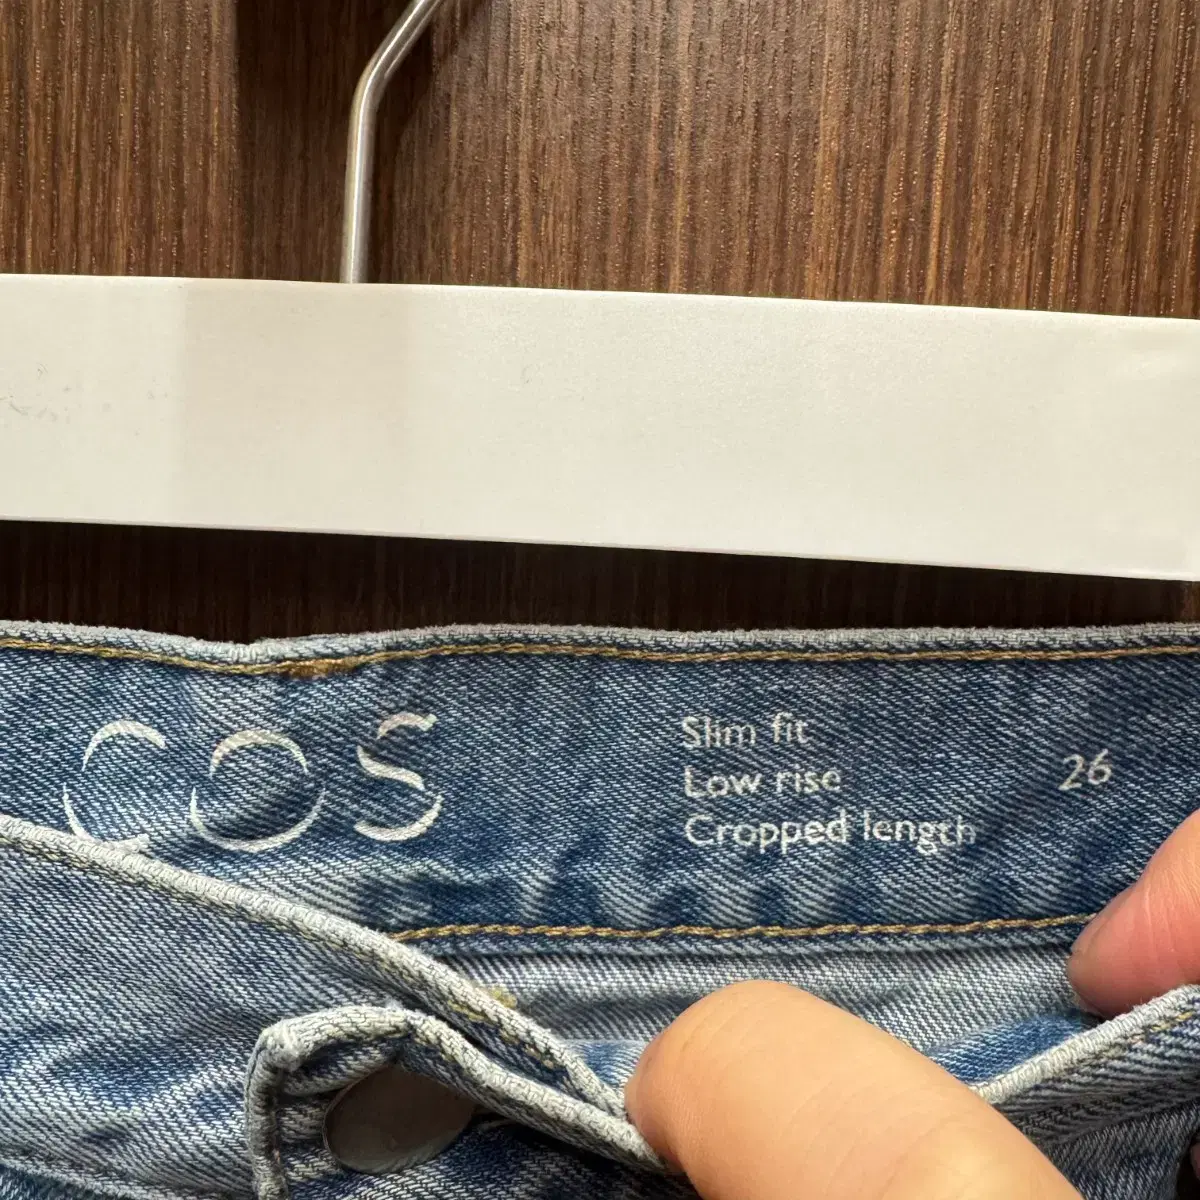 COS
Slim fit
Low rise
Cropped length
26